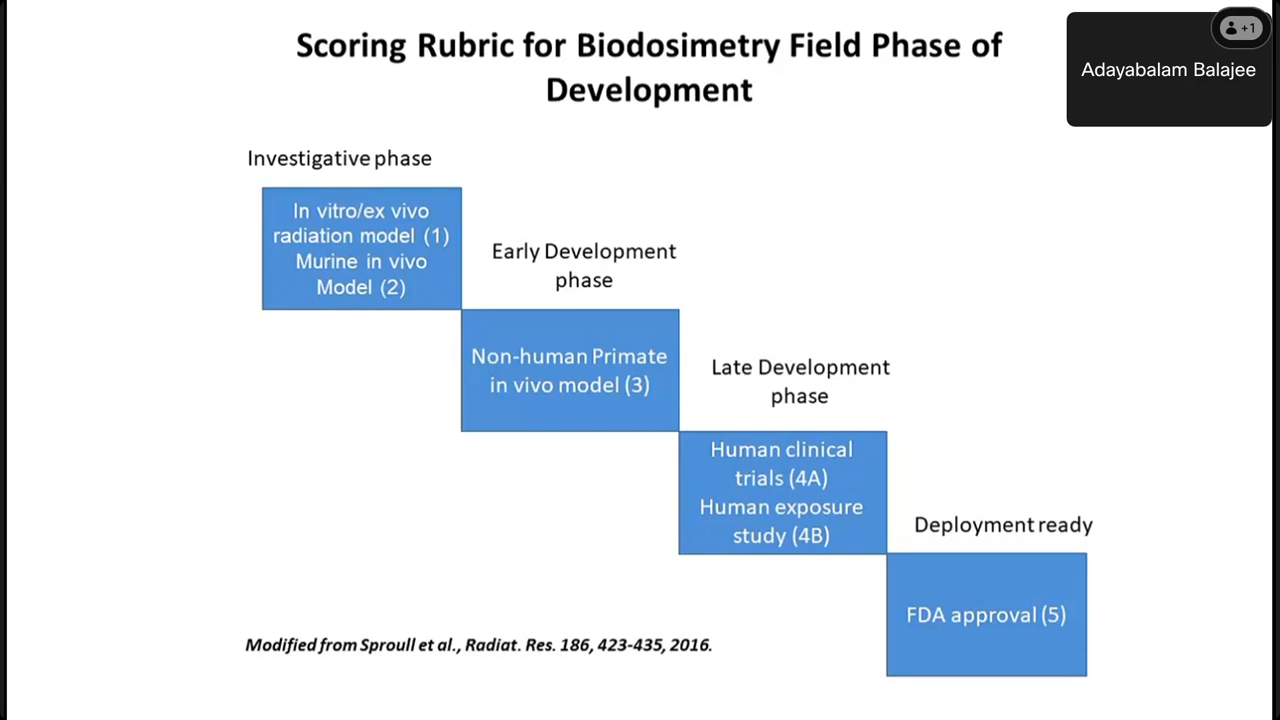 Scoring Rubric for Biodosimetry Field Phase of
Development
+1
Adayabalam Balajee
Investigative phase
In vitro/ex vivo
radiation model (1)
Murine in vivo
Model (2)
Early Development
phase
Non-human Primate
in vivo model (3)
Late Development
phase
Human clinical
trials (4A)
Human exposure
study (4B)
Deployment ready
FDA approval (5)
Modified from Sproull et al., Radiat. Res. 186, 423-435, 2016.